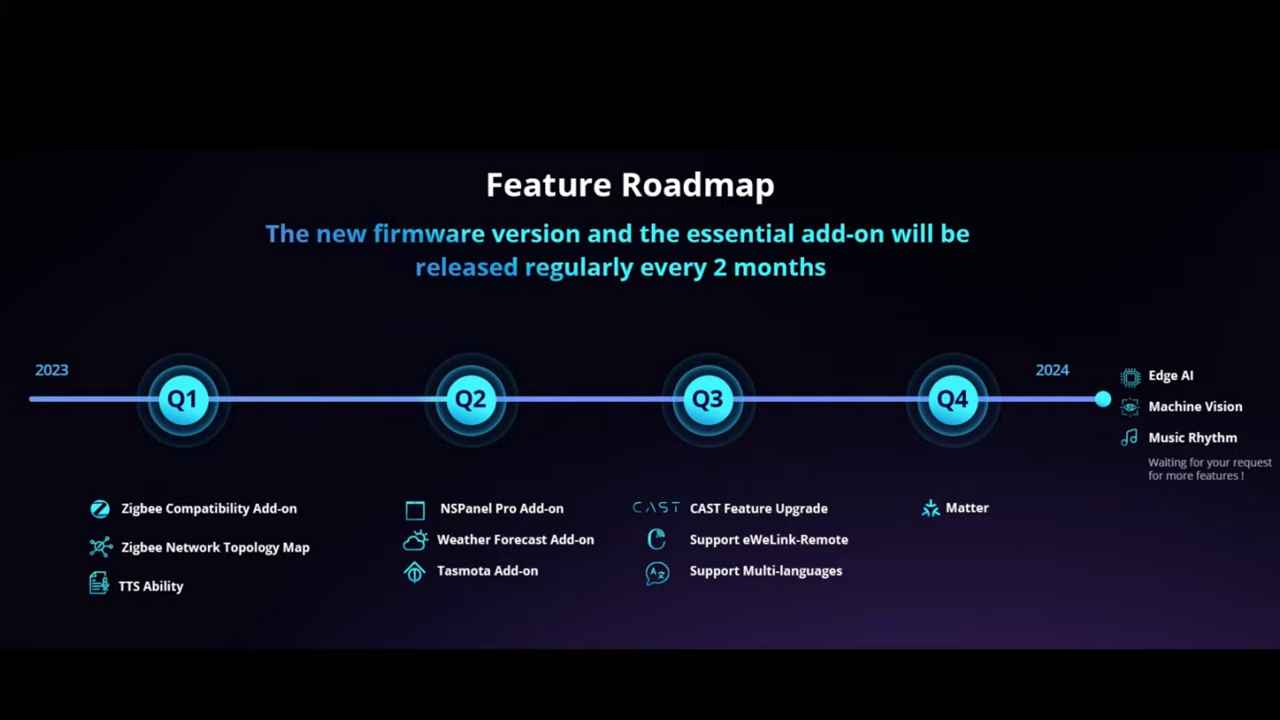 Feature Roadmap
The new firmware version and the essential add-on will be
released regularly every 2 months
2023
Q1
Q2
Q3
Q4
2024
Edge AI
Machine Vision
Music Rhythm
Waiting for your request
for more features !
Zigbee Compatibility Add-on
Zigbee Network Topology Map
TTS Ability
NSPanel Pro Add-on
Weather Forecast Add-on
Tasmota Add-on
CAST CAST Feature Upgrade
Support eWeLink-Remote
Support Multi-languages
Matter